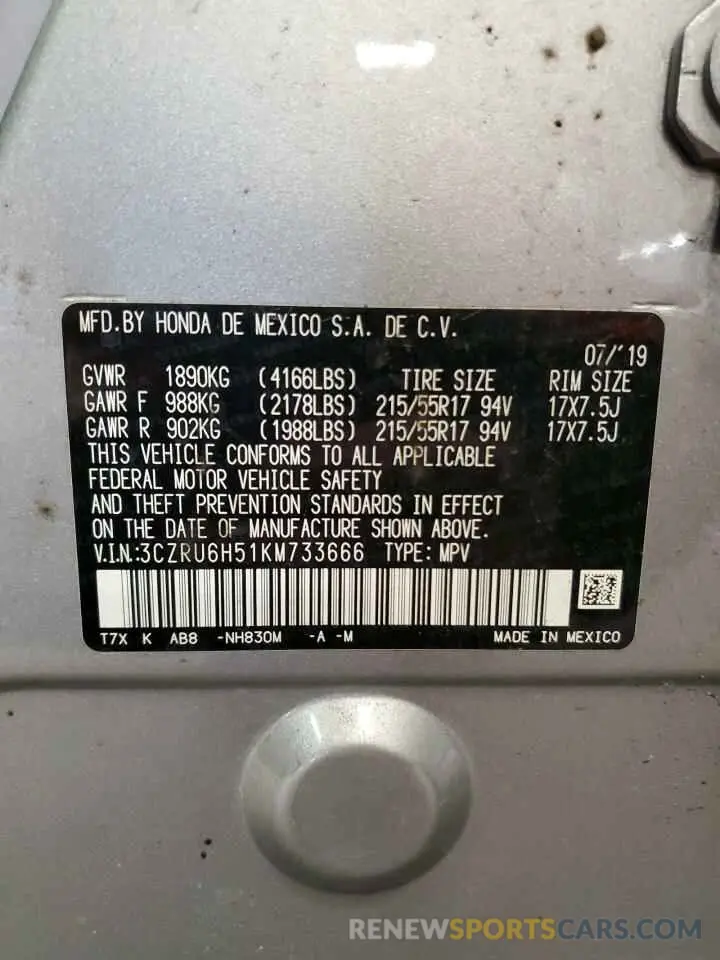 MFD.BY HONDA DE MEXICO S.A. DE C.V.
07/'19
GVWR 1890KG (4166LBS) TIRE SIZE RIM SIZE
GAWR F 988KG (2178LBS) 215/55R17 94V 17X7.5J
GAWR R 902KG (1988LBS) 215/55R17 94V 17X7.5J
THIS VEHICLE CONFORMS TO ALL APPLICABLE
FEDERAL MOTOR VEHICLE SAFETY
AND THEFT PREVENTION STANDARDS IN EFFECT
ON THE DATE OF MANUFACTURE SHOWN ABOVE.
V.I.N.:3CZRU6H51KM733666 TYPE: MPV
T7X K AB8 -NH830M -A -M MADE IN MEXICO
RENEWSPORTSCARS.COM